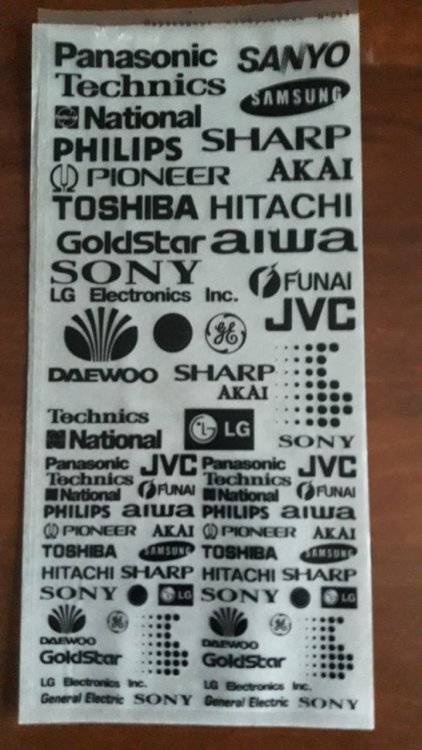 Panasonic SANYO
Technics SAMSUNG
National
PHILIPS SHARP
PIONEER AKAI
TOSHIBA HITACHI
GoldStar aiwa
SONY FUNAI
LG Electronics Inc. JVC
GE
DAEWOO SHARP
AKAI
Technics
National LG SONY
Panasonic JVC Panasonic JVC
Technics Technics
National FUNAI National FUNAI
PHILIPS aiwa PHILIPS aiwa
PIONEER AKAI PIONEER AKAI
TOSHIBA SAMSUNG TOSHIBA SAMSUNG
HITACHI SHARP HITACHI SHARP
SONY LG SONY LG
DAEWOO DAEWOO
GoldStar GoldStar
LG Electronics Inc. LG Electronics Inc.
General Electric SONY General Electric SONY